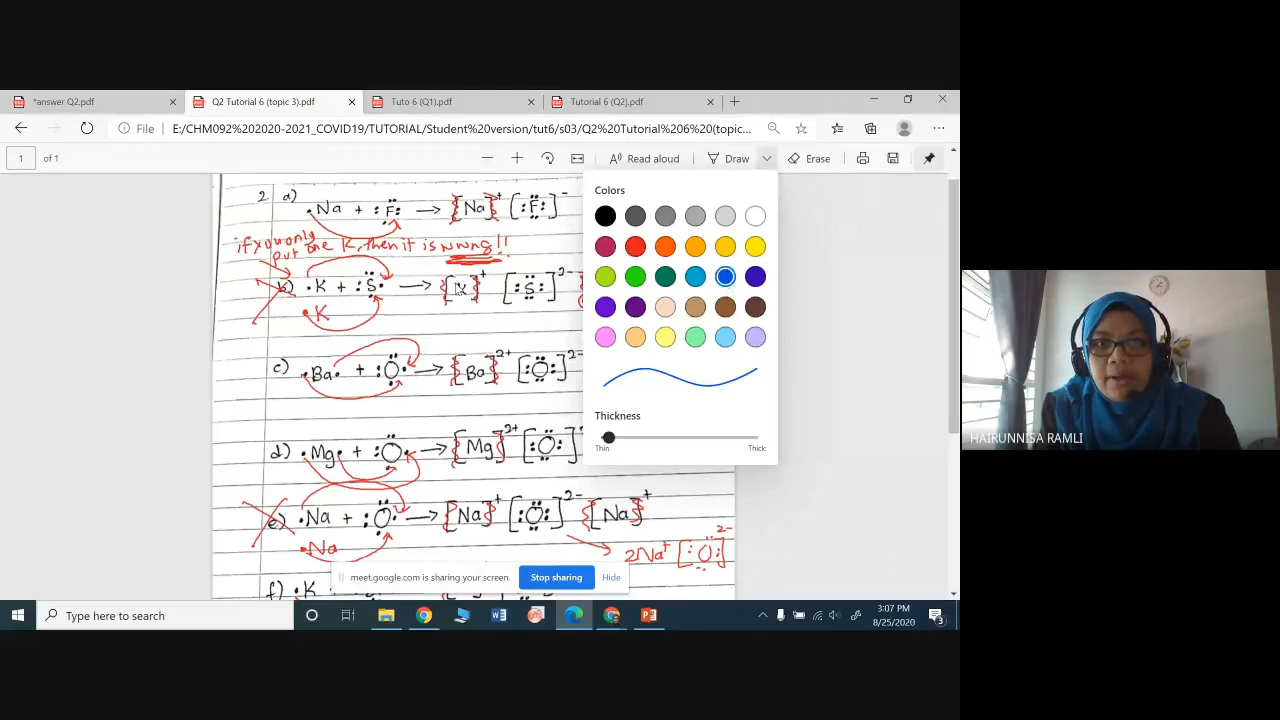 *answer Q2.pdf
Q2 Tutorial 6 (topic 3).pdf
Tuto 6 (Q1).pdf
Tutorial 6 (Q2).pdf
File
E:/CHM092%202020-2021_COVID19/TUTORIAL/Student%20version/tut6/s03/Q2%20Tutorial%206%20(topic...
1 of 1
Read aloud
Draw
Erase
Colors
Thickness
Thin
Thick
2 a) ·Na + :F: → [Na]⁺ [:F:]⁻
if you only
put one K, then it is wrong!!
b) ·K + :S· → [K]⁺ [:S:]²⁻
·K
c) ·Ba· + :O· → [Ba]²⁺ [:O:]²⁻
d) ·Mg· + :O· → [Mg]²⁺ [:O:]²⁻
e) ·Na + :O· → [Na]⁺ [:O:]²⁻ [Na]⁺
·Na
2Na⁺ [:O:]²⁻
f) ·K
meet.google.com is sharing your screen.
Stop sharing
Hide
HAIRUNNISA RAMLI
Type here to search
3:07 PM
8/25/2020
3